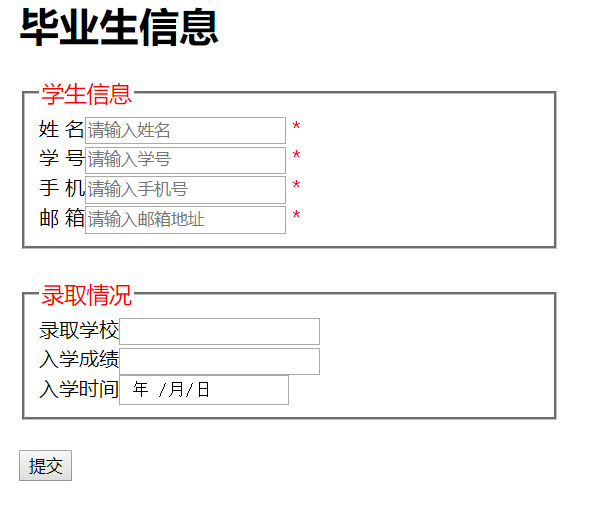 毕业生信息
学生信息
姓 名 请输入姓名 *
学 号 请输入学号 *
手 机 请输入手机号 *
邮 箱 请输入邮箱地址 *
录取情况
录取学校
入学成绩
入学时间 年 /月/日
提交